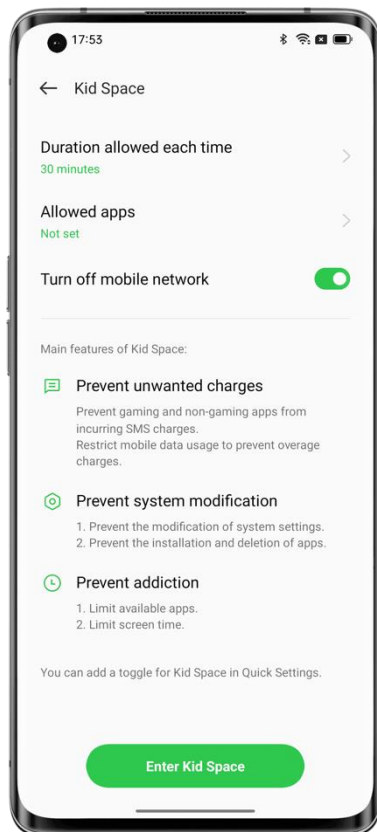 17:53
Kid Space
Duration allowed each time
30 minutes
Allowed apps
Not set
Turn off mobile network
Main features of Kid Space:
Prevent unwanted charges
Prevent gaming and non-gaming apps from
incurring SMS charges.
Restrict mobile data usage to prevent overage
charges.
Prevent system modification
1. Prevent the modification of system settings.
2. Prevent the installation and deletion of apps.
Prevent addiction
1. Limit available apps.
2. Limit screen time.
You can add a toggle for Kid Space in Quick Settings.
Enter Kid Space